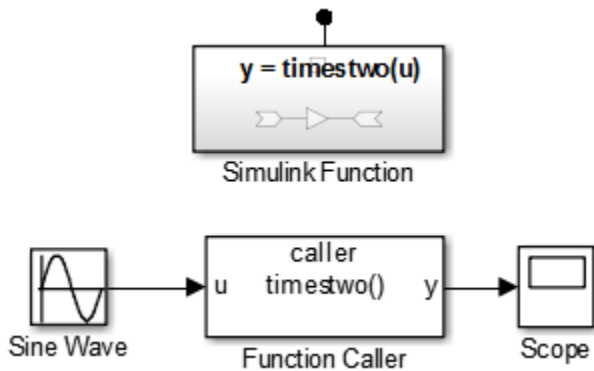 y = timestwo(u)
Simulink Function
caller
u timestwo() y
Sine Wave
Function Caller
Scope